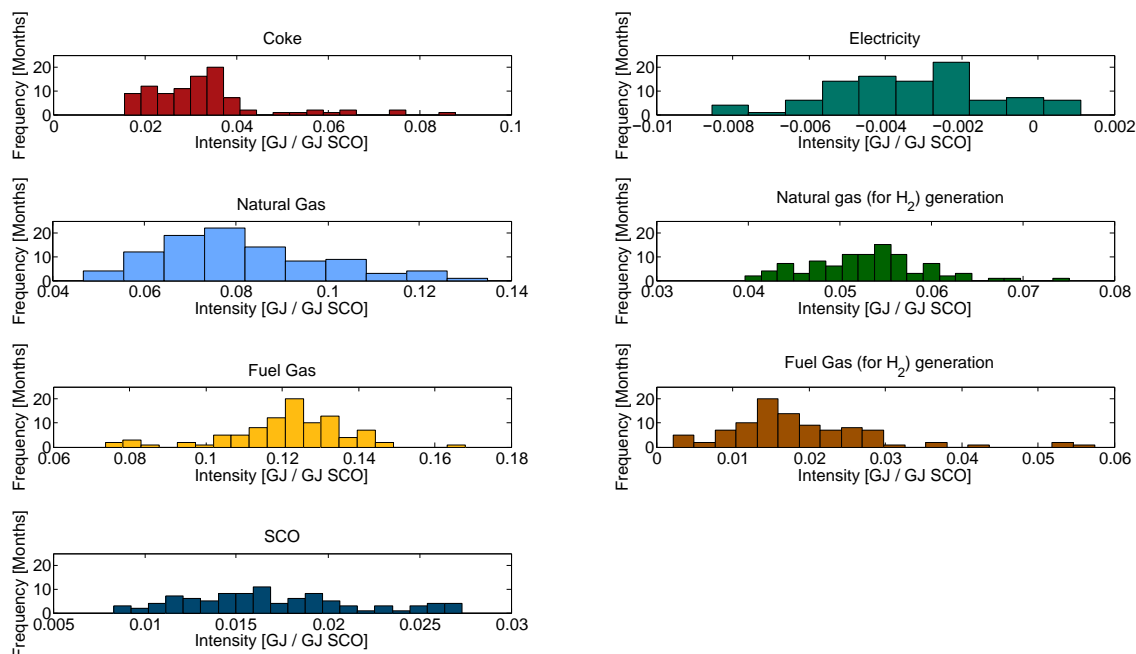 Coke
Frequency [Months]
20
10
0
0 0.02 0.04 0.06 0.08 0.1
Intensity [GJ / GJ SCO]
Electricity
Frequency [Months]
20
10
0
−0.01 −0.008 −0.006 −0.004 −0.002 0 0.002
Intensity [GJ / GJ SCO]
Natural Gas
Frequency [Months]
20
10
0
0.04 0.06 0.08 0.1 0.12 0.14
Intensity [GJ / GJ SCO]
Natural gas (for H2) generation
Frequency [Months]
20
10
0
0.03 0.04 0.05 0.06 0.07 0.08
Intensity [GJ / GJ SCO]
Fuel Gas
Frequency [Months]
20
10
0
0.06 0.08 0.1 0.12 0.14 0.16 0.18
Intensity [GJ / GJ SCO]
Fuel Gas (for H2) generation
Frequency [Months]
20
10
0
0 0.01 0.02 0.03 0.04 0.05 0.06
Intensity [GJ / GJ SCO]
SCO
Frequency [Months]
20
10
0
0.005 0.01 0.015 0.02 0.025 0.03
Intensity [GJ / GJ SCO]